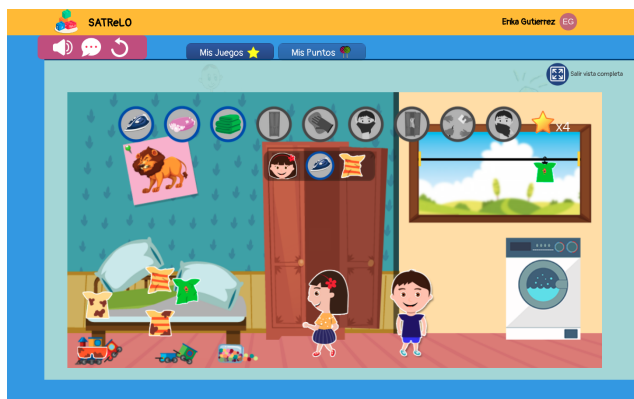 SATReLO
Erika Gutierrez EG
Mis Juegos
Mis Puntos
Salir vista completa
X4